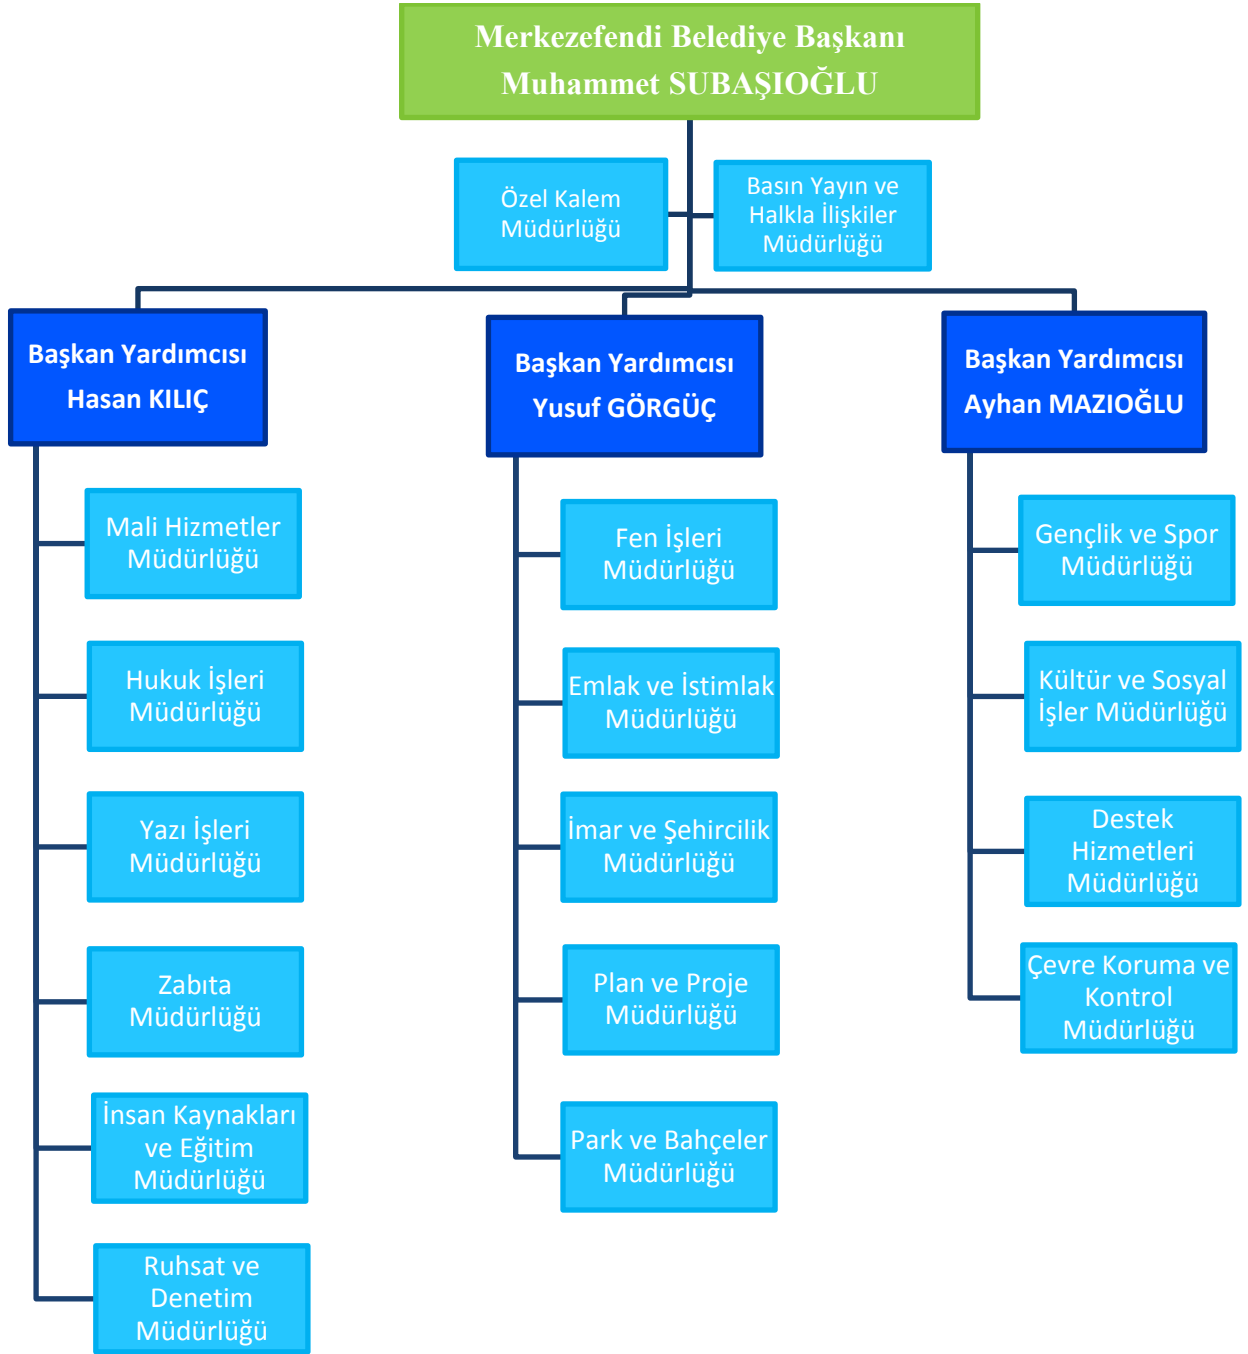 Merkezefendi Belediye Başkanı
Muhammet SUBAŞIOĞLU
Özel Kalem
Müdürlüğü
Basın Yayın ve
Halkla İlişkiler
Müdürlüğü
Başkan Yardımcısı
Hasan KILIÇ
Mali Hizmetler
Müdürlüğü
Hukuk İşleri
Müdürlüğü
Yazı İşleri
Müdürlüğü
Zabıta
Müdürlüğü
İnsan Kaynakları
ve Eğitim
Müdürlüğü
Ruhsat ve
Denetim
Müdürlüğü
Başkan Yardımcısı
Yusuf GÖRGÜÇ
Fen İşleri
Müdürlüğü
Emlak ve İstimlak
Müdürlüğü
İmar ve Şehircilik
Müdürlüğü
Plan ve Proje
Müdürlüğü
Park ve Bahçeler
Müdürlüğü
Başkan Yardımcısı
Ayhan MAZIOĞLU
Gençlik ve Spor
Müdürlüğü
Kültür ve Sosyal
İşler Müdürlüğü
Destek
Hizmetleri
Müdürlüğü
Çevre Koruma ve
Kontrol
Müdürlüğü